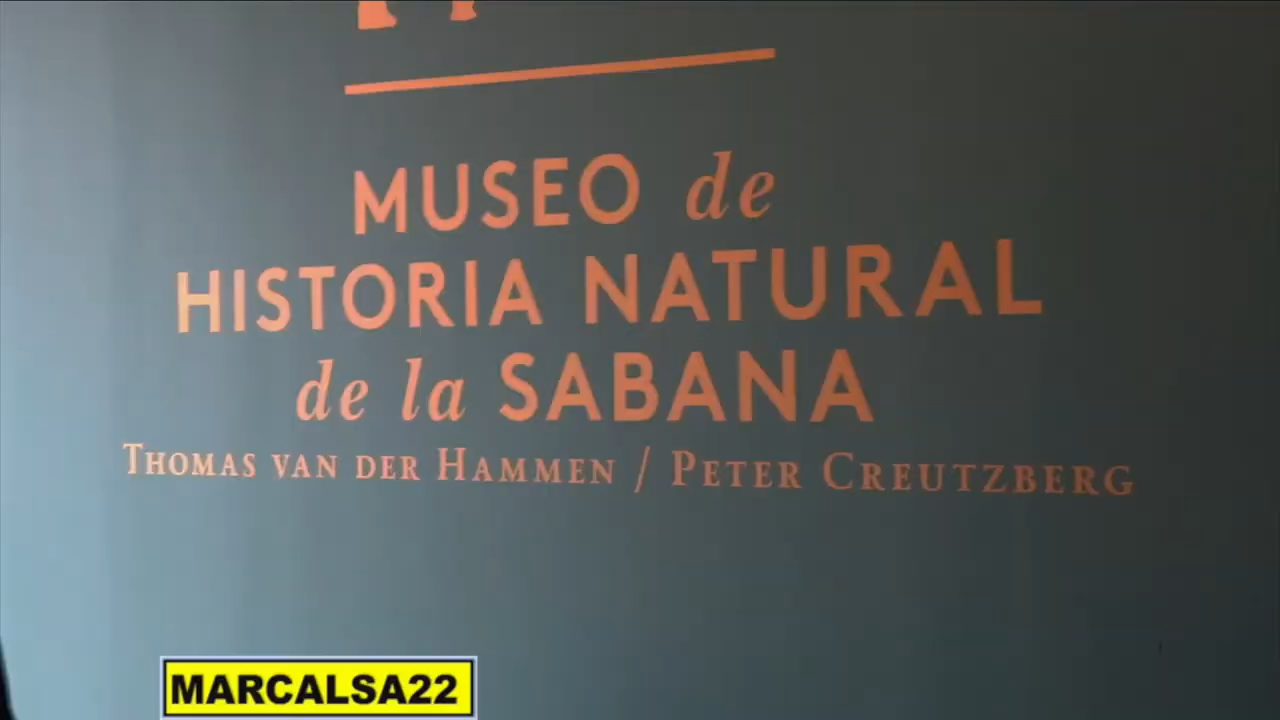 MUSEO de
HISTORIA NATURAL
de la SABANA
THOMAS VAN DER HAMMEN / PETER CREUTZBERG
MARCALSA22